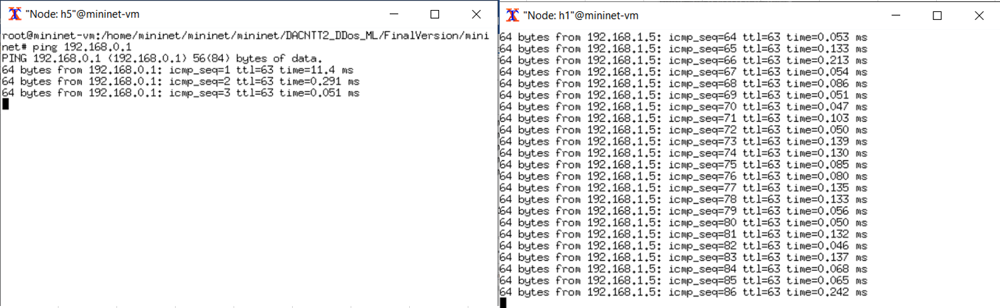 "Node: h5"@mininet-vm
root@mininet-vm:/home/mininet/mininet/mininet/DACNTT2_DDos_ML/FinalVersion/mini
net# ping 192.168.0.1
PING 192.168.0.1 (192.168.0.1) 56(84) bytes of data.
64 bytes from 192.168.0.1: icmp_seq=1 ttl=63 time=11.4 ms
64 bytes from 192.168.0.1: icmp_seq=2 ttl=63 time=0.291 ms
64 bytes from 192.168.0.1: icmp_seq=3 ttl=63 time=0.051 ms
"Node: h1"@mininet-vm
64 bytes from 192.168.1.5: icmp_seq=64 ttl=63 time=0.053 ms
64 bytes from 192.168.1.5: icmp_seq=65 ttl=63 time=0.133 ms
64 bytes from 192.168.1.5: icmp_seq=66 ttl=63 time=0.213 ms
64 bytes from 192.168.1.5: icmp_seq=67 ttl=63 time=0.054 ms
64 bytes from 192.168.1.5: icmp_seq=68 ttl=63 time=0.086 ms
64 bytes from 192.168.1.5: icmp_seq=69 ttl=63 time=0.051 ms
64 bytes from 192.168.1.5: icmp_seq=70 ttl=63 time=0.047 ms
64 bytes from 192.168.1.5: icmp_seq=71 ttl=63 time=0.103 ms
64 bytes from 192.168.1.5: icmp_seq=72 ttl=63 time=0.050 ms
64 bytes from 192.168.1.5: icmp_seq=73 ttl=63 time=0.139 ms
64 bytes from 192.168.1.5: icmp_seq=74 ttl=63 time=0.130 ms
64 bytes from 192.168.1.5: icmp_seq=75 ttl=63 time=0.085 ms
64 bytes from 192.168.1.5: icmp_seq=76 ttl=63 time=0.080 ms
64 bytes from 192.168.1.5: icmp_seq=77 ttl=63 time=0.135 ms
64 bytes from 192.168.1.5: icmp_seq=78 ttl=63 time=0.133 ms
64 bytes from 192.168.1.5: icmp_seq=79 ttl=63 time=0.056 ms
64 bytes from 192.168.1.5: icmp_seq=80 ttl=63 time=0.050 ms
64 bytes from 192.168.1.5: icmp_seq=81 ttl=63 time=0.132 ms
64 bytes from 192.168.1.5: icmp_seq=82 ttl=63 time=0.046 ms
64 bytes from 192.168.1.5: icmp_seq=83 ttl=63 time=0.137 ms
64 bytes from 192.168.1.5: icmp_seq=84 ttl=63 time=0.068 ms
64 bytes from 192.168.1.5: icmp_seq=85 ttl=63 time=0.065 ms
64 bytes from 192.168.1.5: icmp_seq=86 ttl=63 time=0.242 ms